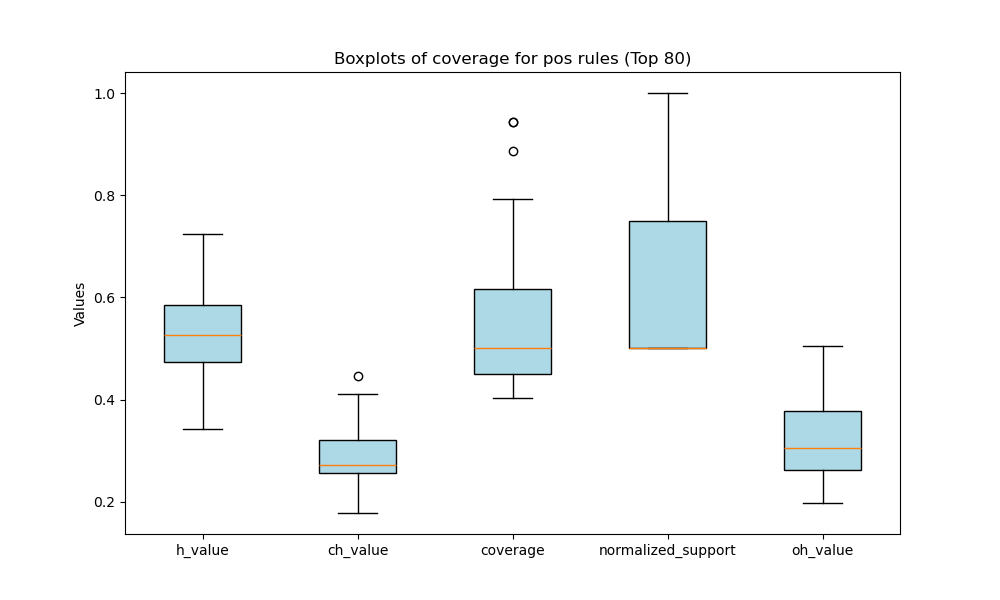 Boxplots of coverage for pos rules (Top 80)
Values
1.0
0.8
0.6
0.4
0.2
h_value
ch_value
coverage
normalized_support
oh_value